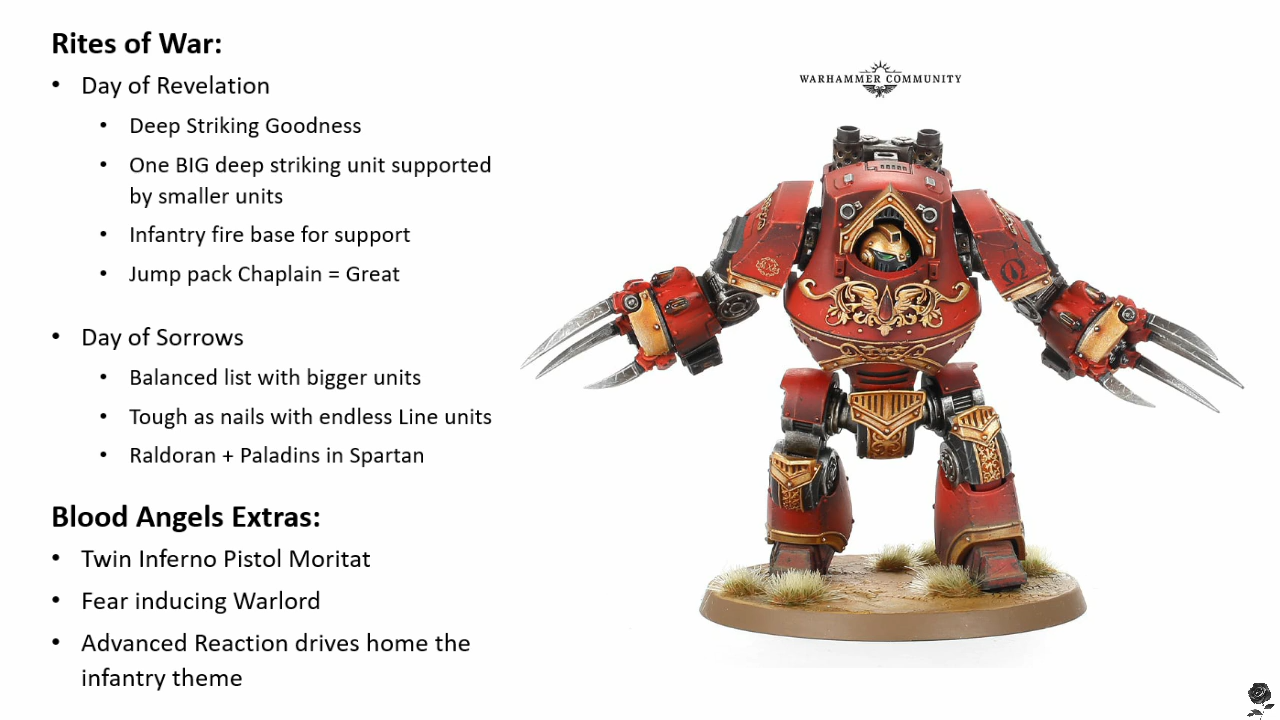 Rites of War:
• Day of Revelation
• Deep Striking Goodness
• One BIG deep striking unit supported
by smaller units
• Infantry fire base for support
• Jump pack Chaplain = Great
• Day of Sorrows
• Balanced list with bigger units
• Tough as nails with endless Line units
• Raldoran + Paladins in Spartan
Blood Angels Extras:
• Twin Inferno Pistol Moritat
• Fear inducing Warlord
• Advanced Reaction drives home the
infantry theme
WARHAMMER COMMUNITY